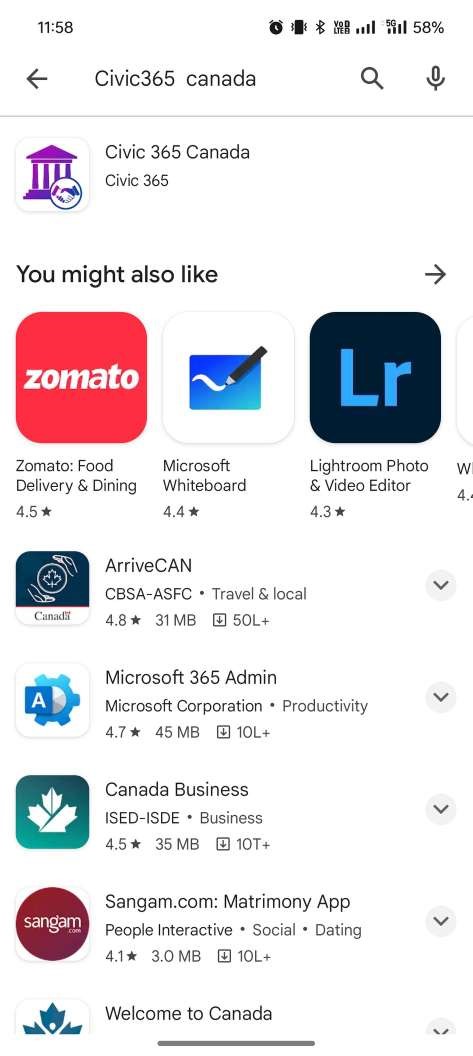 11:58
VoD LTEB 5G 58%
Civic365 canada
Civic 365 Canada
Civic 365
You might also like
zomato
Lr
Zomato: Food
Delivery & Dining
4.5★
Microsoft
Whiteboard
4.4★
Lightroom Photo
& Video Editor
4.3★
4.
ArriveCAN
CBSA-ASFC • Travel & local
4.8★ 31 MB 50L+
Canada
Microsoft 365 Admin
A
Microsoft Corporation • Productivity
4.7★ 45 MB 10L+
Canada Business
ISED-ISDE • Business
4.5★ 35 MB 10T+
Sangam.com: Matrimony App
sangam
.com
People Interactive • Social • Dating
4.1★ 3.0 MB 10L+
Welcome to Canada